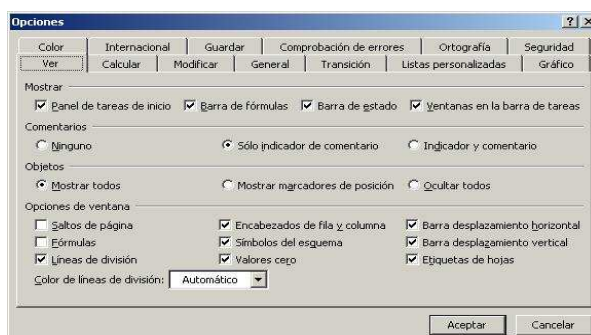 Opciones
Color Internacional Guardar Comprobación de errores Ortografía Seguridad
Ver Calcular Modificar General Transición Listas personalizadas Gráfico
Mostrar
Panel de tareas de inicio Barra de fórmulas Barra de estado Ventanas en la barra de tareas
Comentarios
Ninguno Sólo indicador de comentario Indicador y comentario
Objetos
Mostrar todos Mostrar marcadores de posición Ocultar todos
Opciones de ventana
Saltos de página Encabezados de fila y columna Barra desplazamiento horizontal
Fórmulas Símbolos del esquema Barra desplazamiento vertical
Líneas de división Valores cero Etiquetas de hojas
Color de líneas de división: Automático
Aceptar Cancelar